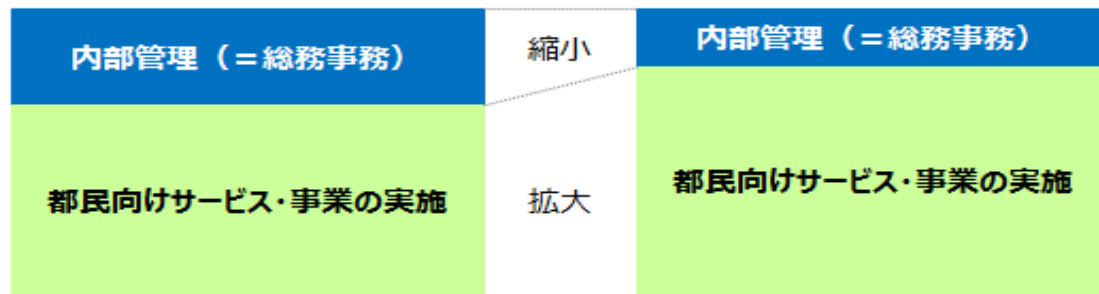 内部管理（＝総務事務）
縮小
内部管理（＝総務事務）
都民向けサービス・事業の実施
拡大
都民向けサービス・事業の実施